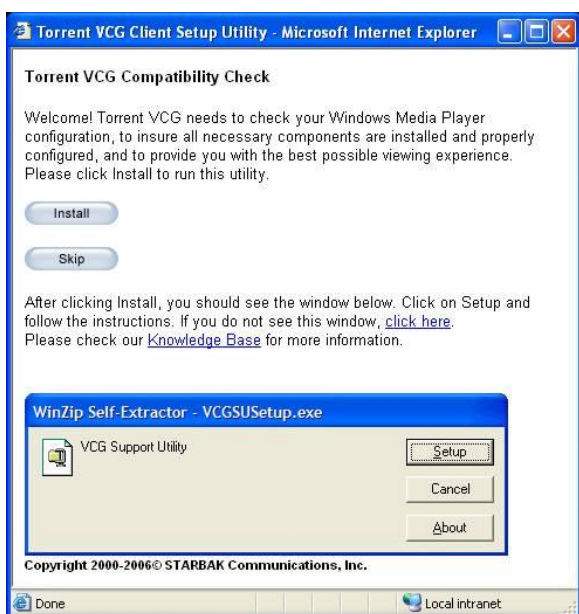 Torrent VCG Client Setup Utility - Microsoft Internet Explorer
Torrent VCG Compatibility Check
Welcome! Torrent VCG needs to check your Windows Media Player
configuration, to insure all necessary components are installed and properly
configured, and to provide you with the best possible viewing experience.
Please click Install to run this utility.
Install
Skip
After clicking Install, you should see the window below. Click on Setup and
follow the instructions. If you do not see this window, click here.
Please check our Knowledge Base for more information.
WinZip Self-Extractor - VCGSUSetup.exe
VCG Support Utility
Setup
Cancel
About
Copyright 2000-2006© STARBAK Communications, Inc.
Done
Local intranet